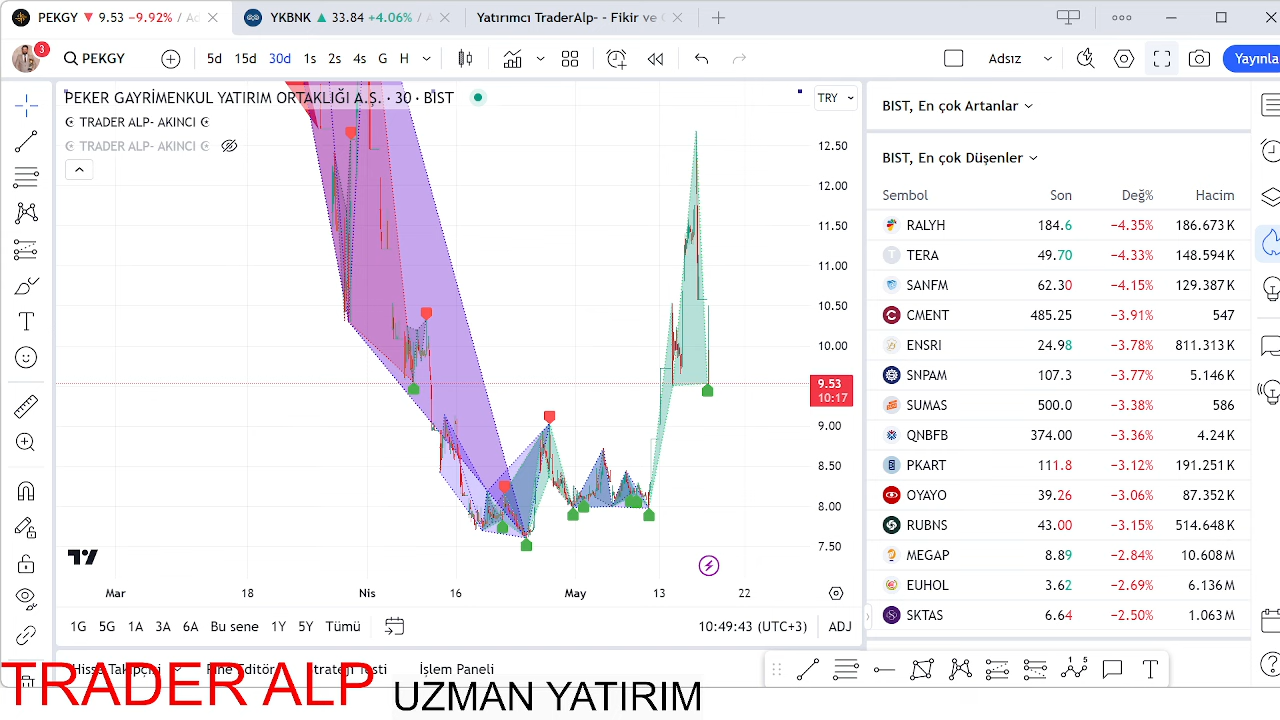 PEKGY ▼ 9.53 −9.92% / Ad
YKBNK ▲ 33.84 +4.06% / A
Yatırımcı TraderAlp- - Fikir ve
3
PEKGY
5d 15d 30d 1s 2s 4s G H
Adsız
Yayınla
PEKER GAYRİMENKUL YATIRIM ORTAKLIĞI A.Ş. · 30 · BİST
TRY
TRADER ALP- AKINCI
TRADER ALP- AKINCI
12.50
12.00
11.50
11.00
10.50
10.00
9.53
10:17
9.00
8.50
8.00
7.50
Mar 18 Nis 16 May 13 22
1G 5G 1A 3A 6A Bu sene 1Y 5Y Tümü
10:49:43 (UTC+3) ADJ
BIST, En çok Artanlar
BIST, En çok Düşenler
Sembol Son Değ% Hacim
RALYH 184.6 −4.35% 186.673 K
T TERA 49.70 −4.33% 148.594 K
SANFM 62.30 −4.15% 129.387 K
CMENT 485.25 −3.91% 547
ENSRI 24.98 −3.78% 811.313 K
SNPAM 107.3 −3.77% 5.146 K
SUMAS 500.0 −3.38% 586
QNBFB 374.00 −3.36% 4.24 K
PKART 111.8 −3.12% 191.251 K
OYAYO 39.26 −3.06% 87.352 K
RUBNS 43.00 −3.15% 514.648 K
MEGAP 8.89 −2.84% 10.608 M
EUHOL 3.62 −2.69% 6.136 M
SKTAS 6.64 −2.50% 1.063 M
Hisse Takipçisi Pine Editör Strateji Testi İşlem Paneli
TRADER ALP UZMAN YATIRIM